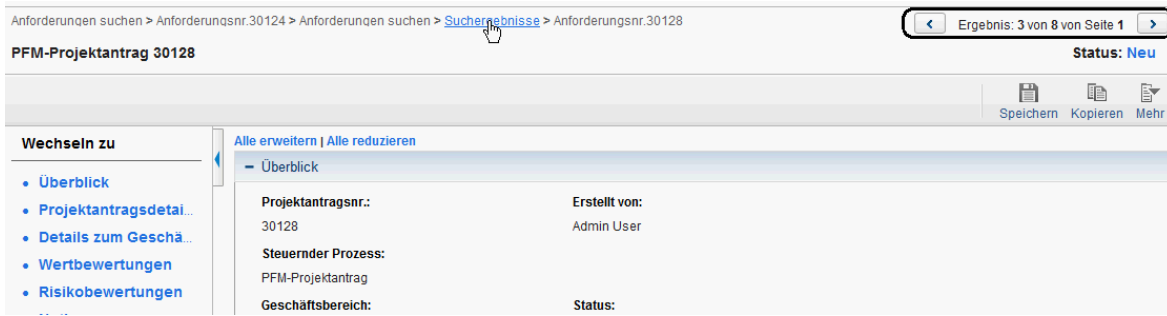 Anforderungen suchen > Anforderungsnr.30124 > Anforderungen suchen > Suchergebnisse > Anforderungsnr.30128
Ergebnis: 3 von 8 von Seite 1
PFM-Projektantrag 30128
Status: Neu
Speichern Kopieren Mehr
Wechseln zu
Alle erweitern | Alle reduzieren
– Überblick
• Überblick
• Projektantragsdetai...
• Details zum Geschä...
• Wertbewertungen
• Risikobewertungen
Projektantragsnr.: Erstellt von:
30128 Admin User
Steuernder Prozess:
PFM-Projektantrag
Geschäftsbereich: Status: